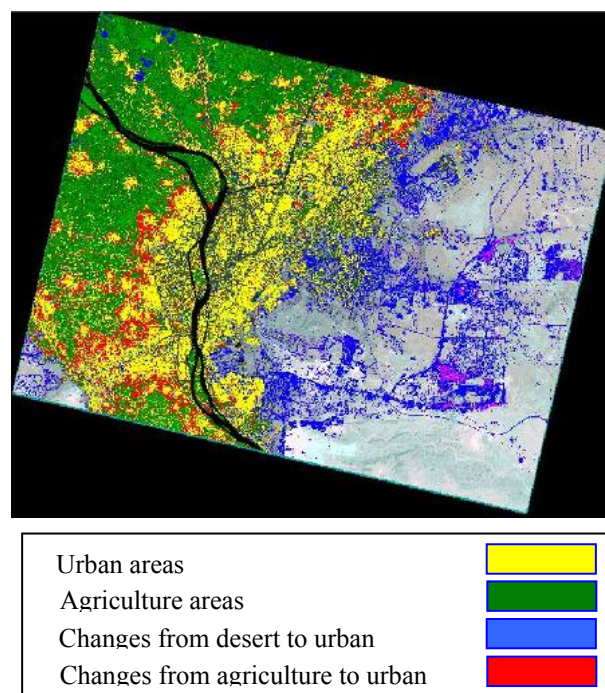 Urban areas
Agriculture areas
Changes from desert to urban
Changes from agriculture to urban